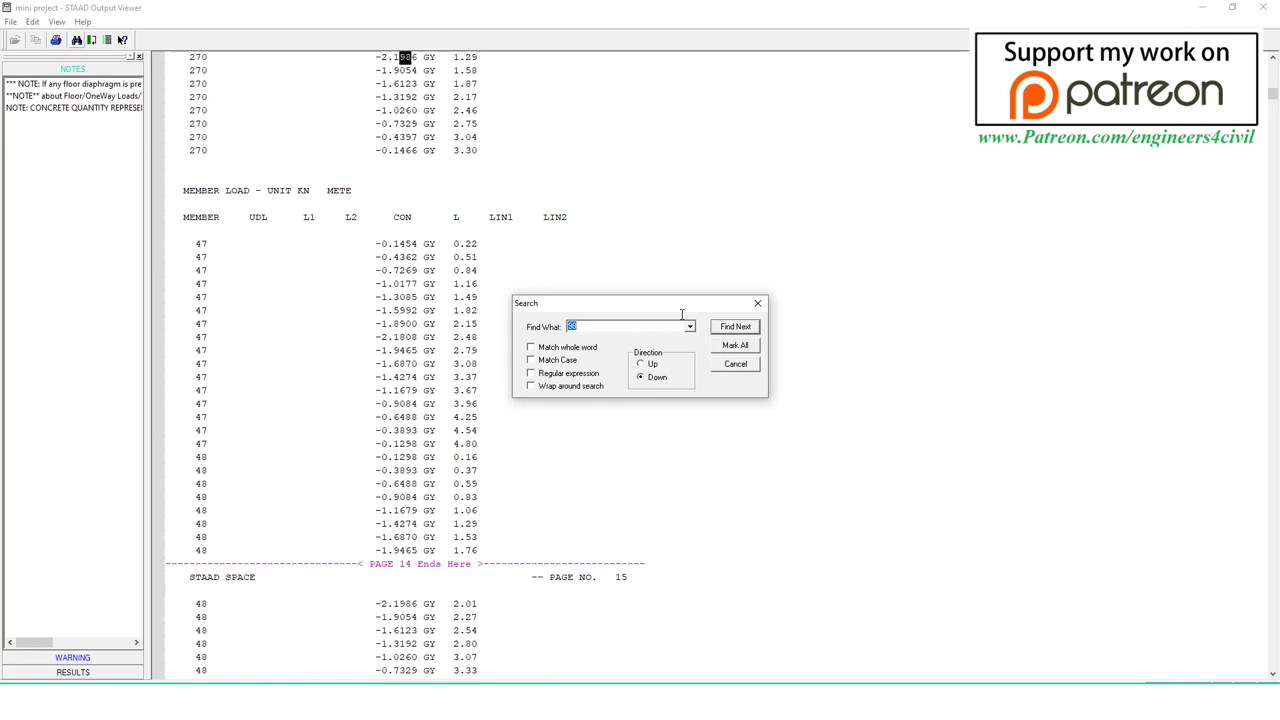 mini project - STAAD Output Viewer
File Edit View Help
NOTES
*** NOTE: If any floor diaphragm is pre
**NOTE** about Floor/OneWay Loads/
NOTE: CONCRETE QUANTITY REPRESE
WARNING
RESULTS
Support my work on
patreon
www.Patreon.com/engineers4civil
270 -2.1986 GY 1.29
270 -1.9054 GY 1.58
270 -1.6123 GY 1.87
270 -1.3192 GY 2.17
270 -1.0260 GY 2.46
270 -0.7329 GY 2.75
270 -0.4397 GY 3.04
270 -0.1466 GY 3.30
MEMBER LOAD - UNIT KN METE
MEMBER UDL L1 L2 CON L LIN1 LIN2
47 -0.1454 GY 0.22
47 -0.4362 GY 0.51
47 -0.7269 GY 0.84
47 -1.0177 GY 1.16
47 -1.3085 GY 1.49
47 -1.5992 GY 1.82
47 -1.8900 GY 2.15
47 -2.1808 GY 2.48
47 -1.9465 GY 2.79
47 -1.6870 GY 3.08
47 -1.4274 GY 3.37
47 -1.1679 GY 3.67
47 -0.9084 GY 3.96
47 -0.6488 GY 4.25
47 -0.3893 GY 4.54
47 -0.1298 GY 4.80
48 -0.1298 GY 0.16
48 -0.3893 GY 0.37
48 -0.6488 GY 0.59
48 -0.9084 GY 0.83
48 -1.1679 GY 1.06
48 -1.4274 GY 1.29
48 -1.6870 GY 1.53
48 -1.9465 GY 1.76
< PAGE 14 Ends Here >
STAAD SPACE -- PAGE NO. 15
48 -2.1986 GY 2.01
48 -1.9054 GY 2.27
48 -1.6123 GY 2.54
48 -1.3192 GY 2.80
48 -1.0260 GY 3.07
48 -0.7329 GY 3.33
Search
Find What: 98
Find Next
Match whole word
Match Case
Regular expression
Wrap around search
Direction
Up
Down
Mark All
Cancel